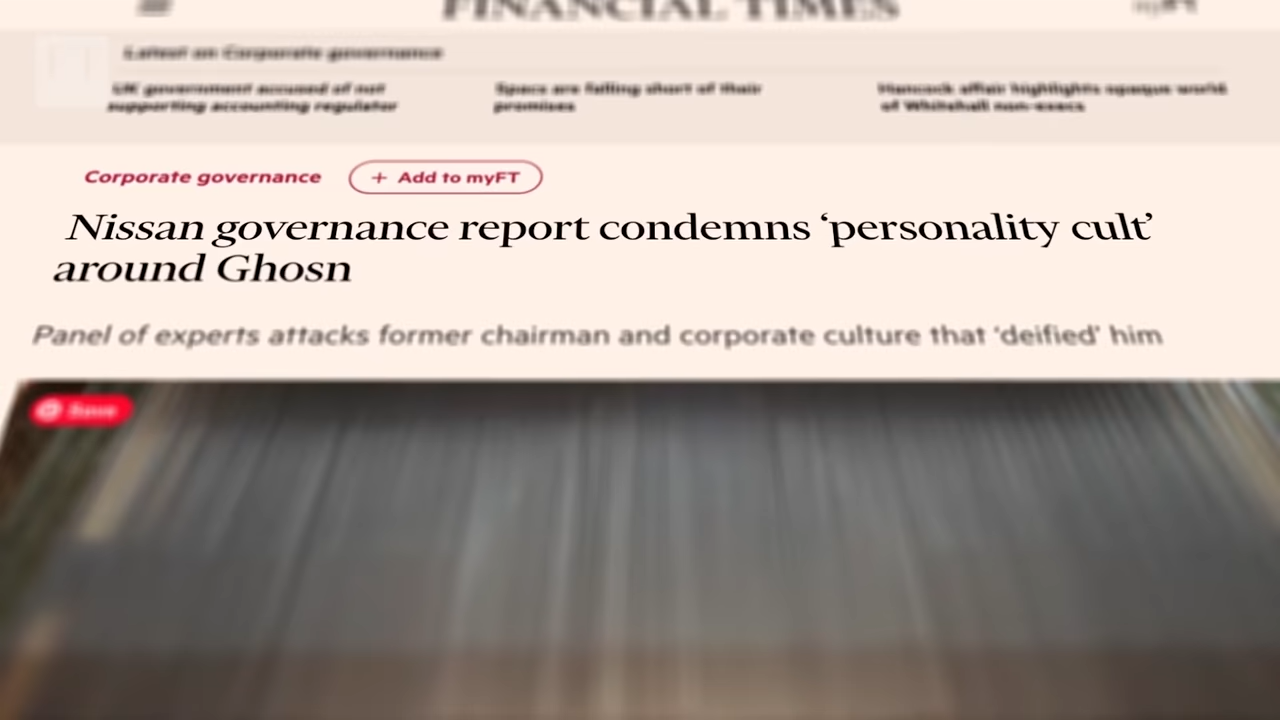 FINANCIAL TIMES
Latest on Corporate governance
UK government accused of not
supporting accounting regulator
Spacs are falling short of their
promises
Hancock affair highlights opaque world
of Whitehall non-execs
Corporate governance
+ Add to myFT
Nissan governance report condemns ‘personality cult’
around Ghosn
Panel of experts attacks former chairman and corporate culture that ‘deified’ him
Save